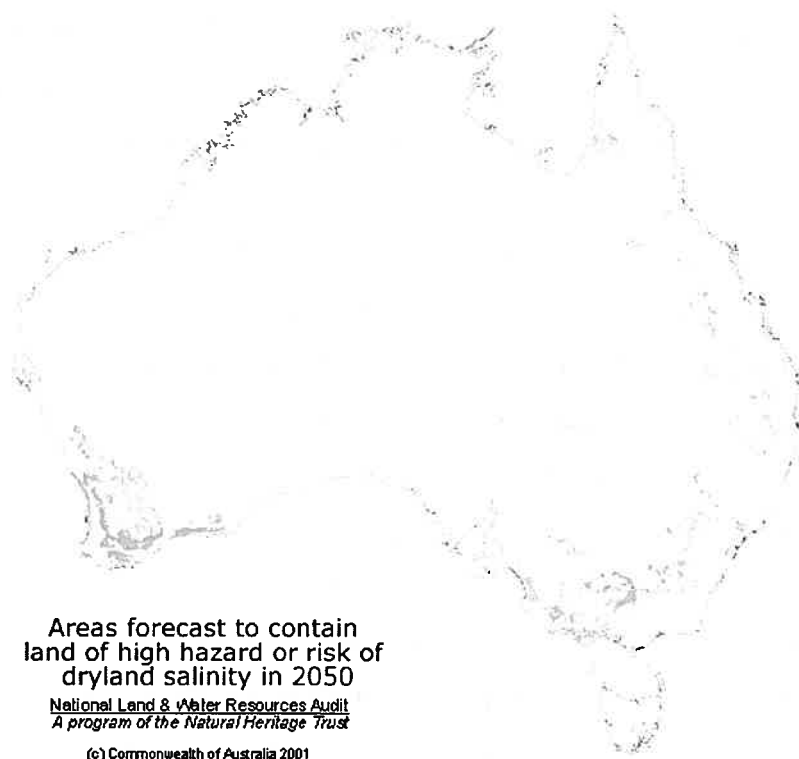 Areas forecast to contain
land of high hazard or risk of
dryland salinity in 2050
National Land & Water Resources Audit
A program of the Natural Heritage Trust
(c) Commonwealth of Australia 2001